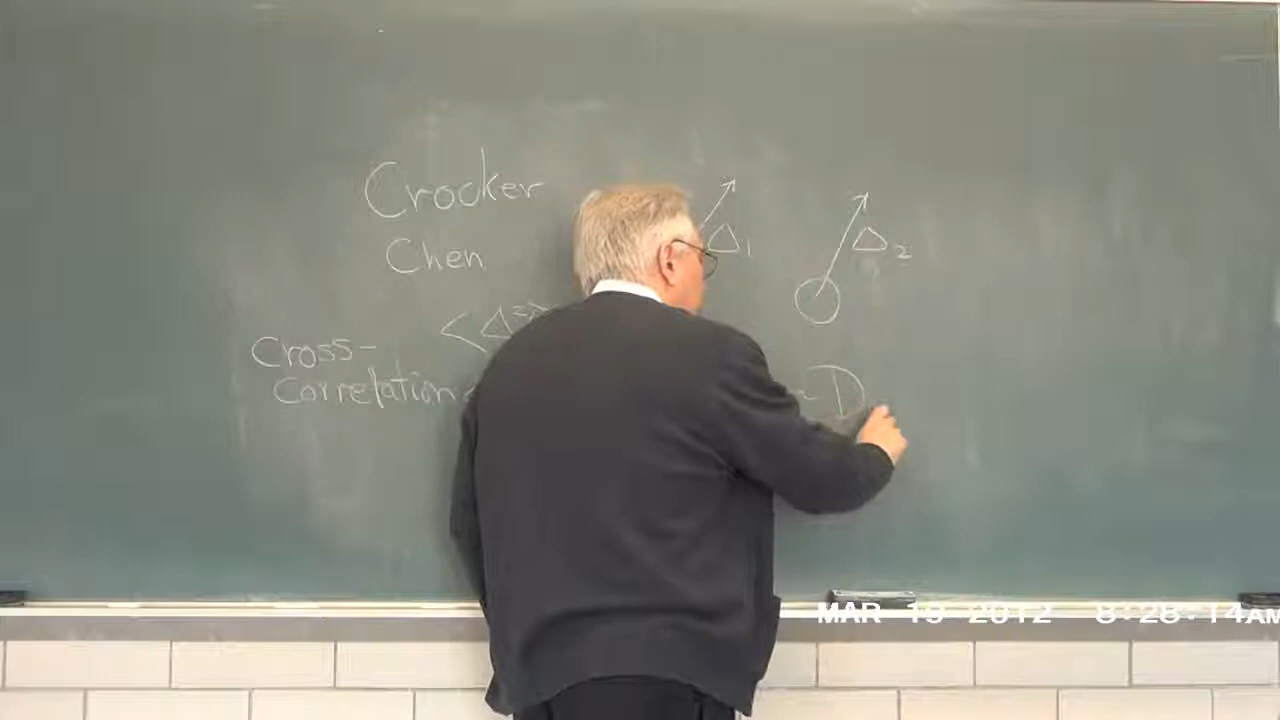 Crocker
Chen
Δ₁
Δ₂
Cross-
Correlation
~ D
MAR 19 2012 8:28:14AM